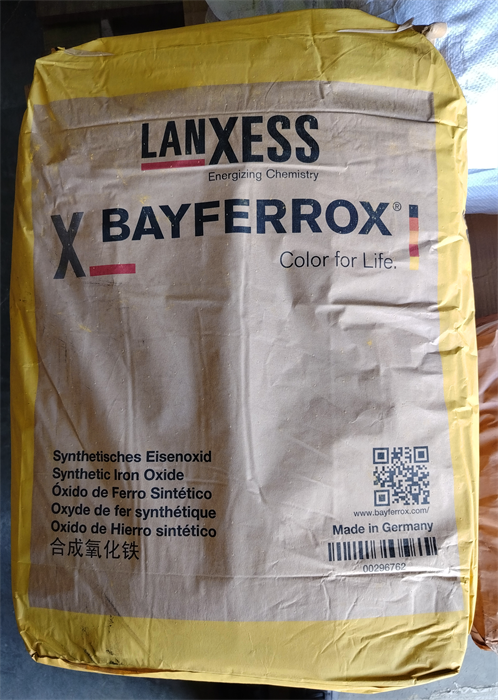 LANXESS
Energizing Chemistry
X_ BAYFERROX®
Color for Life.
Synthetisches Eisenoxid
Synthetic Iron Oxide
Óxido de Ferro Sintético
Oxyde de fer synthétique
Oxido de Hierro sintético
合成氧化铁
www.bayferrox.com/
Made in Germany
00296762